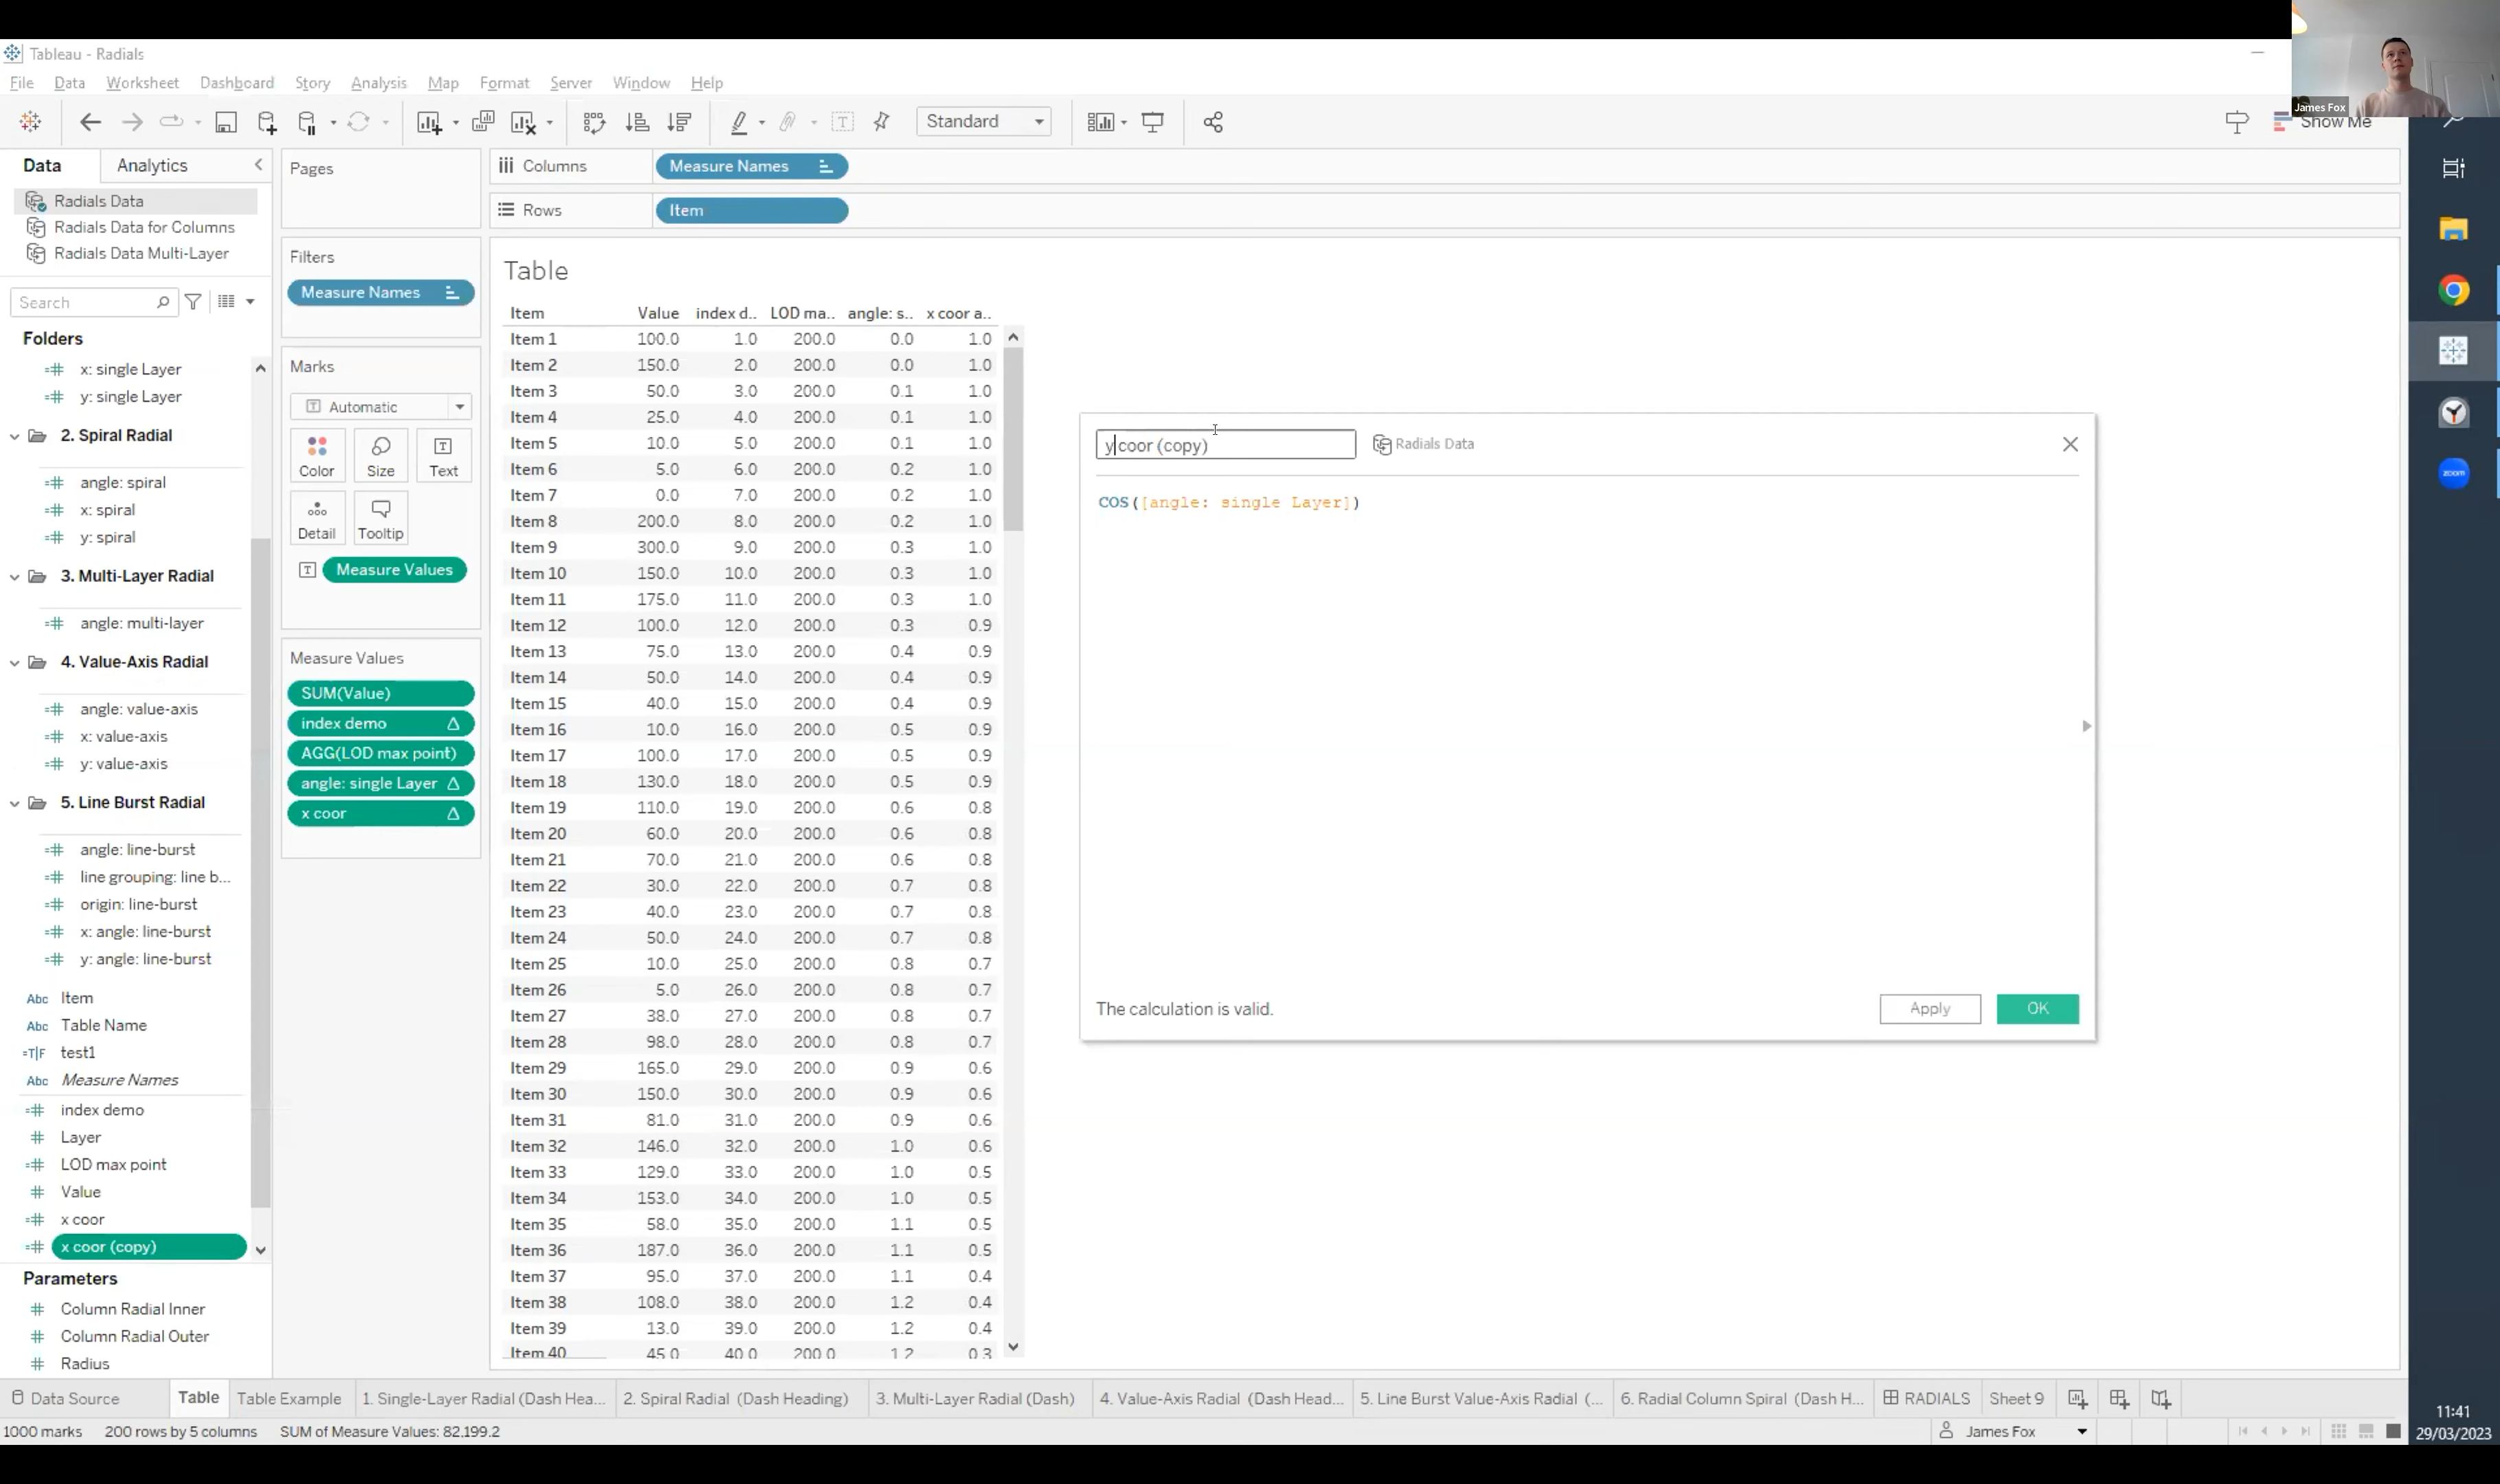 Tableau - Radials
File Data Worksheet Dashboard Story Analysis Map Format Server Window Help
James Fox
Standard
Show Me
Data Analytics
Radials Data
Radials Data for Columns
Radials Data Multi-Layer
Search
Folders
x: single Layer
y: single Layer
2. Spiral Radial
angle: spiral
x: spiral
y: spiral
3. Multi-Layer Radial
angle: multi-layer
4. Value-Axis Radial
angle: value-axis
x: value-axis
y: value-axis
5. Line Burst Radial
angle: line-burst
line grouping: line b...
origin: line-burst
x: angle: line-burst
y: angle: line-burst
Abc Item
Abc Table Name
=T|F test1
Abc Measure Names
index demo
Layer
LOD max point
Value
x coor
x coor (copy)
Parameters
Column Radial Inner
Column Radial Outer
Radius
Pages
Filters
Measure Names
Marks
Automatic
Color Size Text
Detail Tooltip
Measure Values
Measure Values
SUM(Value)
index demo
AGG(LOD max point)
angle: single Layer
x coor
Columns Measure Names
Rows Item
Table
Item Value index d.. LOD ma.. angle: s.. x coor a..
Item 1 100.0 1.0 200.0 0.0 1.0
Item 2 150.0 2.0 200.0 0.0 1.0
Item 3 50.0 3.0 200.0 0.1 1.0
Item 4 25.0 4.0 200.0 0.1 1.0
Item 5 10.0 5.0 200.0 0.1 1.0
Item 6 5.0 6.0 200.0 0.2 1.0
Item 7 0.0 7.0 200.0 0.2 1.0
Item 8 200.0 8.0 200.0 0.2 1.0
Item 9 300.0 9.0 200.0 0.3 1.0
Item 10 150.0 10.0 200.0 0.3 1.0
Item 11 175.0 11.0 200.0 0.3 1.0
Item 12 100.0 12.0 200.0 0.3 0.9
Item 13 75.0 13.0 200.0 0.4 0.9
Item 14 50.0 14.0 200.0 0.4 0.9
Item 15 40.0 15.0 200.0 0.4 0.9
Item 16 10.0 16.0 200.0 0.5 0.9
Item 17 100.0 17.0 200.0 0.5 0.9
Item 18 130.0 18.0 200.0 0.5 0.9
Item 19 110.0 19.0 200.0 0.6 0.8
Item 20 60.0 20.0 200.0 0.6 0.8
Item 21 70.0 21.0 200.0 0.6 0.8
Item 22 30.0 22.0 200.0 0.7 0.8
Item 23 40.0 23.0 200.0 0.7 0.8
Item 24 50.0 24.0 200.0 0.7 0.8
Item 25 10.0 25.0 200.0 0.8 0.7
Item 26 5.0 26.0 200.0 0.8 0.7
Item 27 38.0 27.0 200.0 0.8 0.7
Item 28 98.0 28.0 200.0 0.8 0.7
Item 29 165.0 29.0 200.0 0.9 0.6
Item 30 150.0 30.0 200.0 0.9 0.6
Item 31 81.0 31.0 200.0 0.9 0.6
Item 32 146.0 32.0 200.0 1.0 0.6
Item 33 129.0 33.0 200.0 1.0 0.5
Item 34 153.0 34.0 200.0 1.0 0.5
Item 35 58.0 35.0 200.0 1.1 0.5
Item 36 187.0 36.0 200.0 1.1 0.5
Item 37 95.0 37.0 200.0 1.1 0.4
Item 38 108.0 38.0 200.0 1.2 0.4
Item 39 13.0 39.0 200.0 1.2 0.4
Item 40 45.0 40.0 200.0 1.2 0.3
y coor (copy) Radials Data
COS([angle: single Layer])
The calculation is valid.
Apply OK
zoom
Data Source Table Table Example 1. Single-Layer Radial (Dash Hea... 2. Spiral Radial (Dash Heading) 3. Multi-Layer Radial (Dash) 4. Value-Axis Radial (Dash Head... 5. Line Burst Value-Axis Radial (... 6. Radial Column Spiral (Dash H... RADIALS Sheet 9
1000 marks 200 rows by 5 columns SUM of Measure Values: 82,199.2
James Fox
11:41
29/03/2023